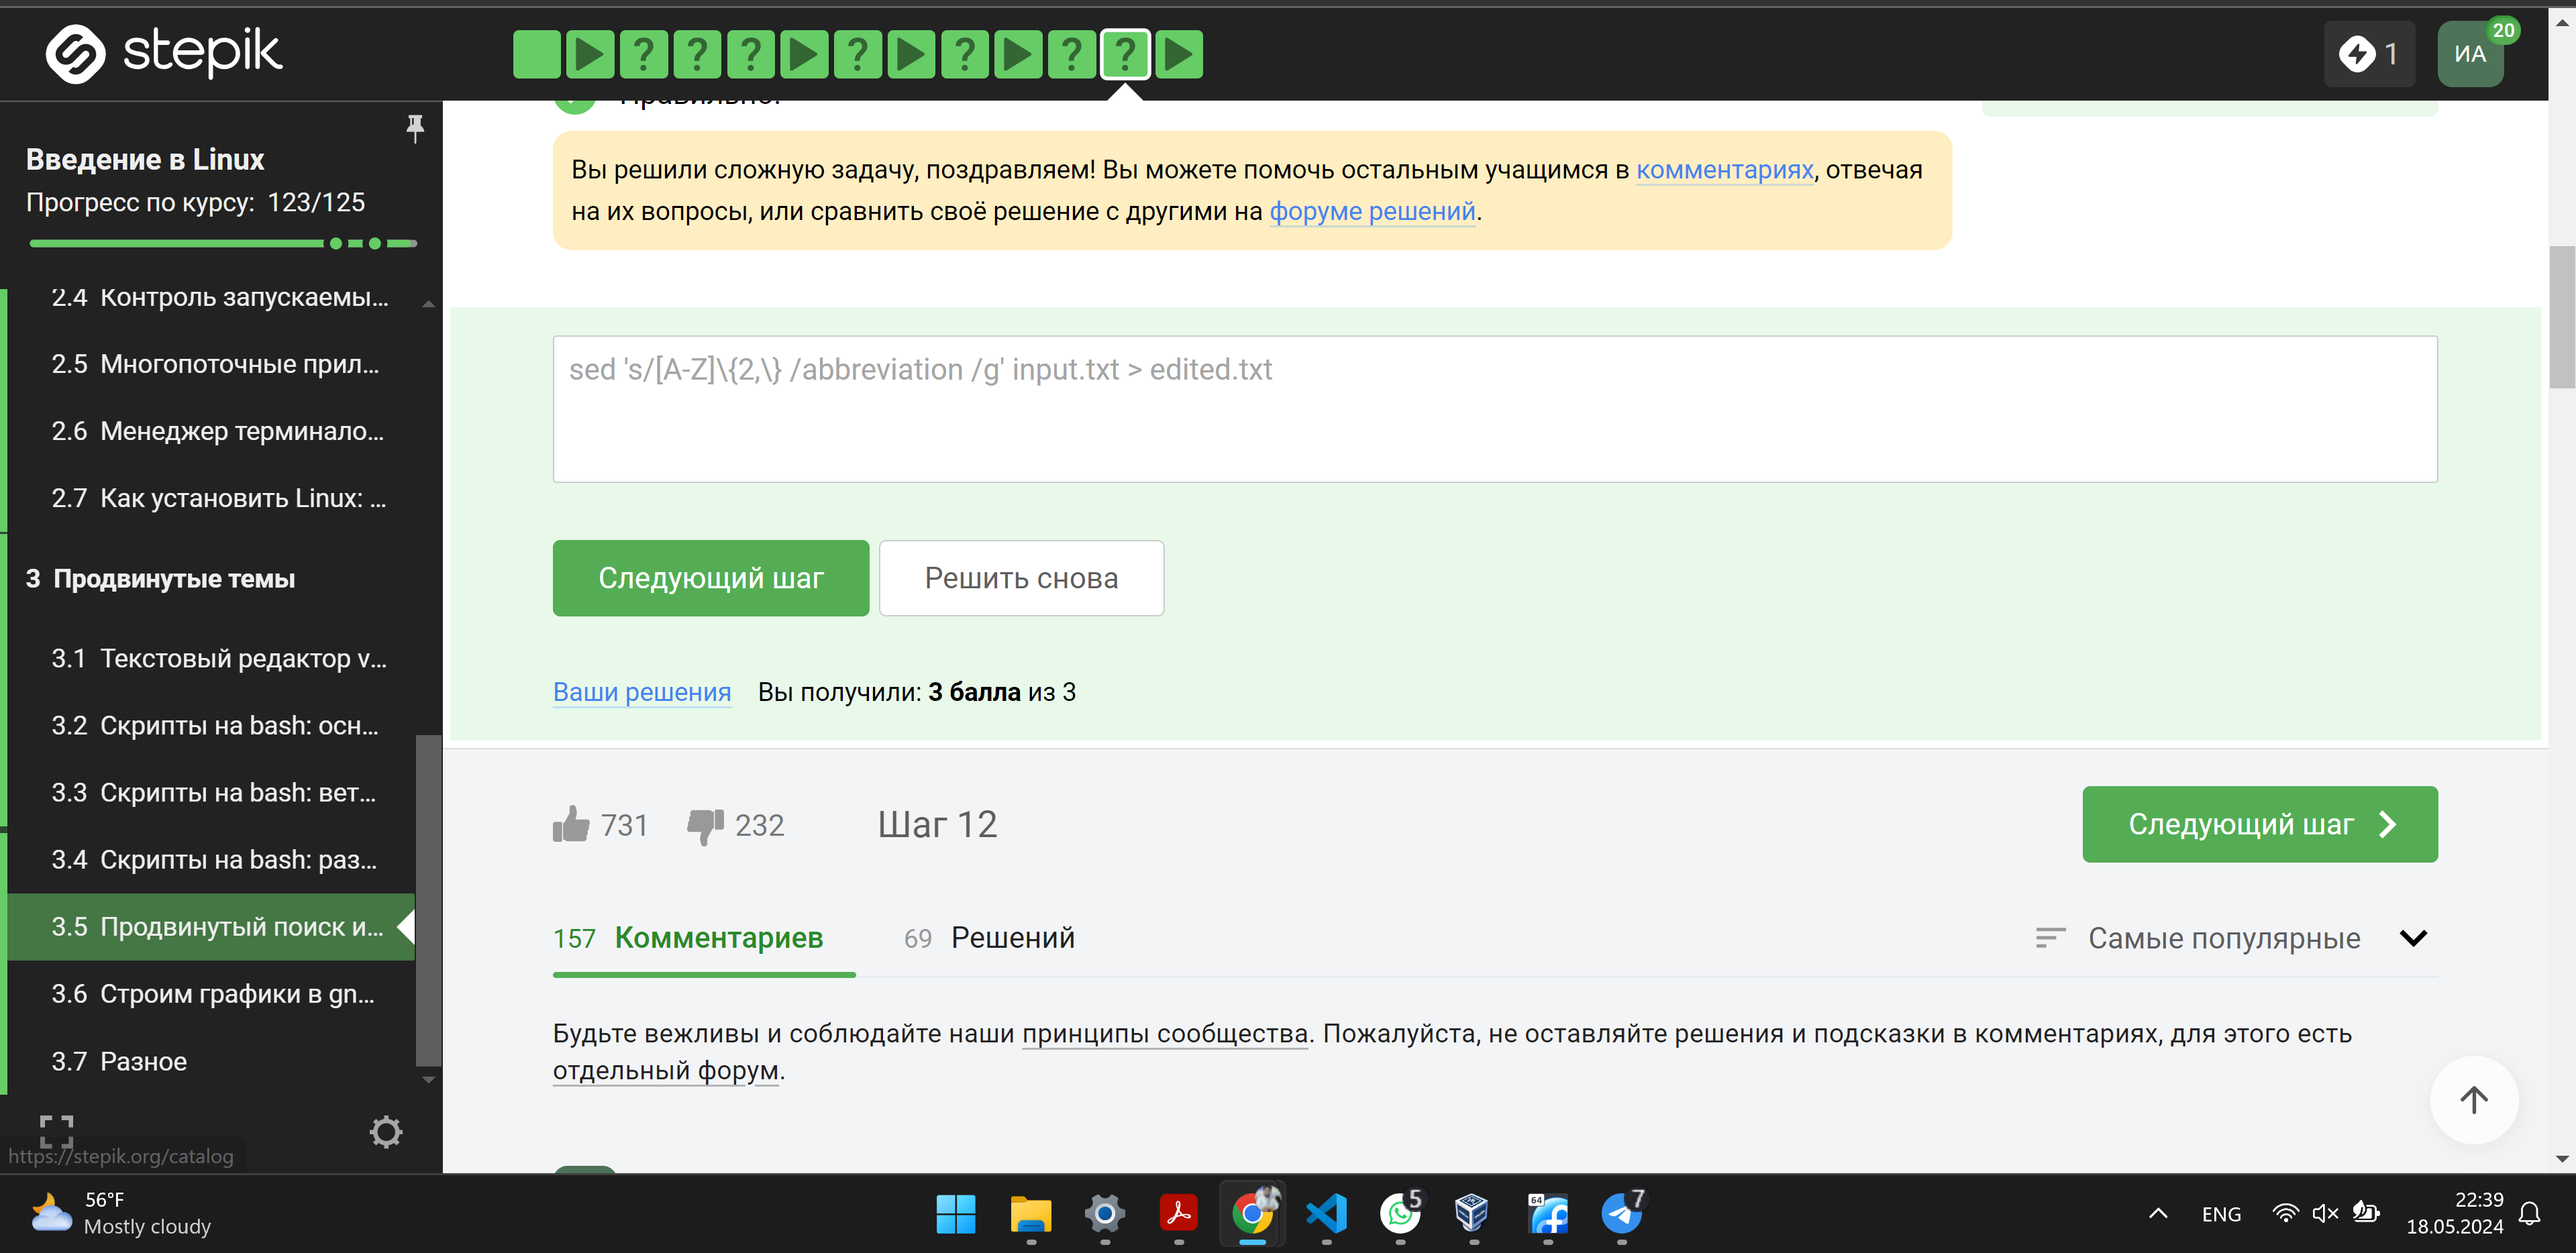 stepik
1
ИА
20
Введение в Linux
Прогресс по курсу: 123/125
2.4 Контроль запускаемы...
2.5 Многопоточные прил...
2.6 Менеджер терминало...
2.7 Как установить Linux: ...
3 Продвинутые темы
3.1 Текстовый редактор v...
3.2 Скрипты на bash: осн...
3.3 Скрипты на bash: вет...
3.4 Скрипты на bash: раз...
3.5 Продвинутый поиск и...
3.6 Строим графики в gn...
3.7 Разное
https://stepik.org/catalog
Правильно!
Вы решили сложную задачу, поздравляем! Вы можете помочь остальным учащимся в комментариях, отвечая
на их вопросы, или сравнить своё решение с другими на форуме решений.
sed 's/[A-Z]\{2,\} /abbreviation /g' input.txt > edited.txt
Следующий шаг
Решить снова
Ваши решения Вы получили: 3 балла из 3
731 232 Шаг 12
Следующий шаг
157 Комментариев 69 Решений
Самые популярные
Будьте вежливы и соблюдайте наши принципы сообщества. Пожалуйста, не оставляйте решения и подсказки в комментариях, для этого есть
отдельный форум.
56°F
Mostly cloudy
64
5
7
ENG
22:39
18.05.2024